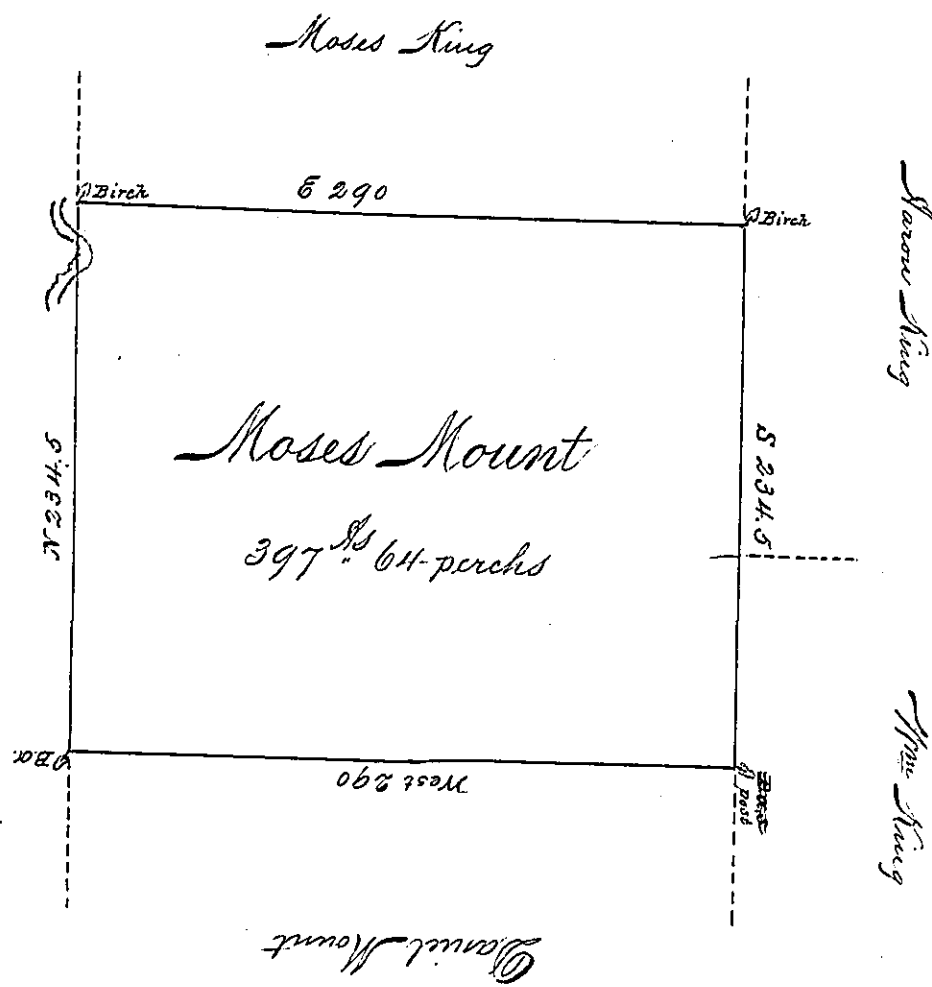 Moses King
Birch
E 290
Birch
Aaron King
Moses Mount
397 As 64 perchs
N 234.5
S 234.5
B.O.
West 290
post
Wm King
Daniel Mount